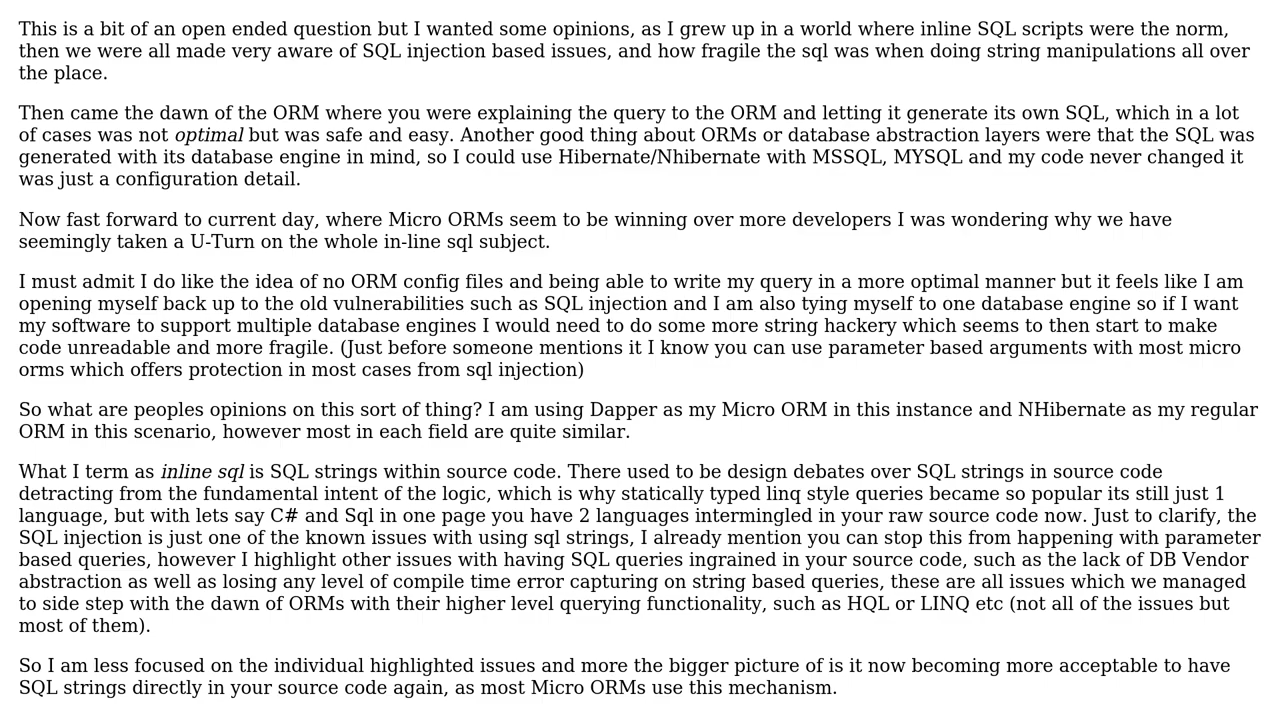 This is a bit of an open ended question but I wanted some opinions, as I grew up in a world where inline SQL scripts were the norm,
then we were all made very aware of SQL injection based issues, and how fragile the sql was when doing string manipulations all over
the place.
Then came the dawn of the ORM where you were explaining the query to the ORM and letting it generate its own SQL, which in a lot
of cases was not optimal but was safe and easy. Another good thing about ORMs or database abstraction layers were that the SQL was
generated with its database engine in mind, so I could use Hibernate/Nhibernate with MSSQL, MYSQL and my code never changed it
was just a configuration detail.
Now fast forward to current day, where Micro ORMs seem to be winning over more developers I was wondering why we have
seemingly taken a U-Turn on the whole in-line sql subject.
I must admit I do like the idea of no ORM config files and being able to write my query in a more optimal manner but it feels like I am
opening myself back up to the old vulnerabilities such as SQL injection and I am also tying myself to one database engine so if I want
my software to support multiple database engines I would need to do some more string hackery which seems to then start to make
code unreadable and more fragile. (Just before someone mentions it I know you can use parameter based arguments with most micro
orms which offers protection in most cases from sql injection)
So what are peoples opinions on this sort of thing? I am using Dapper as my Micro ORM in this instance and NHibernate as my regular
ORM in this scenario, however most in each field are quite similar.
What I term as inline sql is SQL strings within source code. There used to be design debates over SQL strings in source code
detracting from the fundamental intent of the logic, which is why statically typed linq style queries became so popular its still just 1
language, but with lets say C# and Sql in one page you have 2 languages intermingled in your raw source code now. Just to clarify, the
SQL injection is just one of the known issues with using sql strings, I already mention you can stop this from happening with parameter
based queries, however I highlight other issues with having SQL queries ingrained in your source code, such as the lack of DB Vendor
abstraction as well as losing any level of compile time error capturing on string based queries, these are all issues which we managed
to side step with the dawn of ORMs with their higher level querying functionality, such as HQL or LINQ etc (not all of the issues but
most of them).
So I am less focused on the individual highlighted issues and more the bigger picture of is it now becoming more acceptable to have
SQL strings directly in your source code again, as most Micro ORMs use this mechanism.